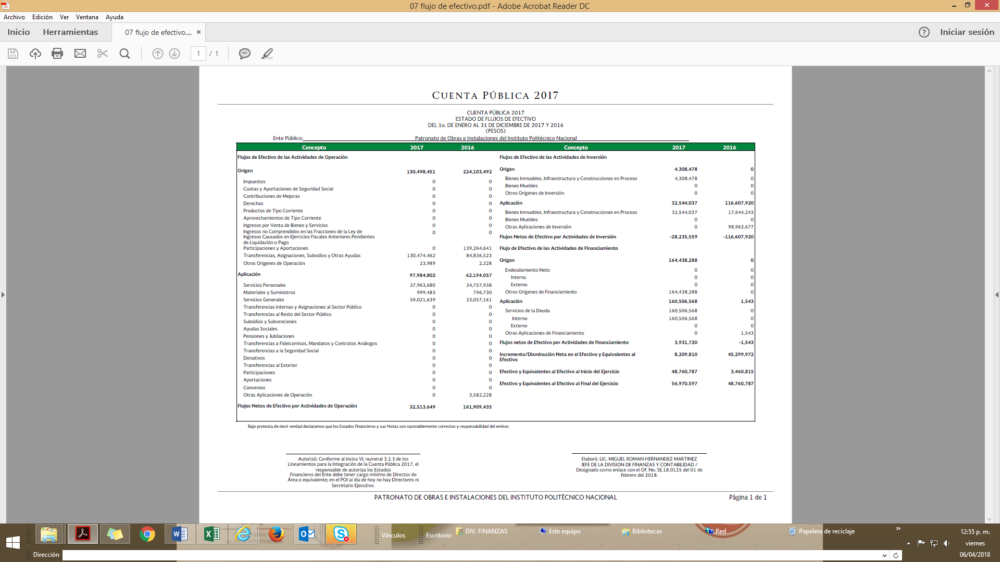 07 flujo de efectivo.pdf - Adobe Acrobat Reader DC
Archivo Edición Ver Ventana Ayuda
Inicio Herramientas 07 flujo de efectivo.... × ? Iniciar sesión
1 / 1
CUENTA PÚBLICA 2017
CUENTA PÚBLICA 2017
ESTADO DE FLUJOS DE EFECTIVO
DEL 1o. DE ENERO AL 31 DE DICIEMBRE DE 2017 Y 2016
(PESOS)
Ente Público: Patronato de Obras e Instalaciones del Instituto Politécnico Nacional
Concepto 2017 2016
Flujos de Efectivo de las Actividades de Operación
Origen 130,498,451 224,103,492
Impuestos 0 0
Cuotas y Aportaciones de Seguridad Social 0 0
Contribuciones de Mejoras 0 0
Derechos 0 0
Productos de Tipo Corriente 0 0
Aprovechamientos de Tipo Corriente 0 0
Ingresos por Venta de Bienes y Servicios 0 0
Ingresos no Comprendidos en las Fracciones de la Ley de 0 0
Ingresos Causados en Ejercicios Fiscales Anteriores Pendientes
de Liquidación o Pago
Participaciones y Aportaciones 0 139,264,641
Transferencias, Asignaciones, Subsidios y Otras Ayudas 130,474,462 84,836,523
Otros Origenes de Operación 23,989 2,328
Aplicación 97,984,802 62,194,057
Servicios Personales 37,963,680 34,757,938
Materiales y Suministros 999,483 796,730
Servicios Generales 59,021,639 23,057,161
Transferencias Internas y Asignaciones al Sector Público 0 0
Transferencias al Resto del Sector Público 0 0
Subsidios y Subvenciones 0 0
Ayudas Sociales 0 0
Pensiones y Jubilaciones 0 0
Transferencias a Fideicomisos, Mandatos y Contratos Análogos 0 0
Transferencias a la Seguridad Social 0 0
Donativos 0 0
Transferencias al Exterior 0 0
Participaciones 0 0
Aportaciones 0 0
Convenios 0 0
Otras Aplicaciones de Operación 0 3,582,228
Flujos Netos de Efectivo por Actividades de Operación 32,513,649 161,909,435
Concepto 2017 2016
Flujos de Efectivo de las Actividades de Inversión
Origen 4,308,478 0
Bienes Inmuebles, Infraestructura y Construcciones en Proceso 4,308,478 0
Bienes Muebles 0 0
Otros Orígenes de Inversión 0 0
Aplicación 32,544,037 116,607,920
Bienes Inmuebles, Infraestructura y Construcciones en Proceso 32,544,037 17,644,243
Bienes Muebles 0 0
Otras Aplicaciones de Inversión 0 98,963,677
Flujos Netos de Efectivo por Actividades de Inversión -28,235,559 -116,607,920
Flujo de Efectivo de las Actividades de Financiamiento
Origen 164,438,288 0
Endeudamiento Neto 0 0
Interno 0 0
Externo 0 0
Otros Orígenes de Financiamiento 164,438,288 0
Aplicación 160,506,568 1,543
Servicios de la Deuda 160,506,568 0
Interno 160,506,568 0
Externo 0 0
Otras Aplicaciones de Financiamiento 0 1,543
Flujos netos de Efectivo por Actividades de Financiamiento 3,931,720 -1,543
Incremento/Disminución Neta en el Efectivo y Equivalentes al 8,209,810 45,299,972
Efectivo
Efectivo y Equivalentes al Efectivo al Inicio del Ejercicio 48,760,787 3,460,815
Efectivo y Equivalentes al Efectivo al Final del Ejercicio 56,970,597 48,760,787
Bajo protesta de decir verdad declaramos que los Estados Financieros y sus Notas son razonablemente correctos y responsabilidad del emisor.
Autorizó: Conforme al Inciso VI, numeral 3.2.3 de los
Lineamientos para la Integración de la Cuenta Pública 2017, el
responsable de autoriza los Estados
Financieros del Ente debe tener cargo mínimo de Director de
Área o equivalente; en el POI al día de hoy no hay Directores ni
Secretario Ejecutivo.
Elaboró: LIC. MIGUEL ROMAN HERNANDEZ MARTINEZ
JEFE DE LA DIVISION DE FINANZAS Y CONTABILIDAD /
Designado como enlace con el Of. No. SE.18.0125 del 01 de
febrero del 2018.
PATRONATO DE OBRAS E INSTALACIONES DEL INSTITUTO POLITÉCNICO NACIONAL Página 1 de 1
Vínculos Escritorio DIV. FINANZAS Este equipo Bibliotecas Red Papelera de reciclaje »
12:55 p. m.
viernes
06/04/2018
Dirección